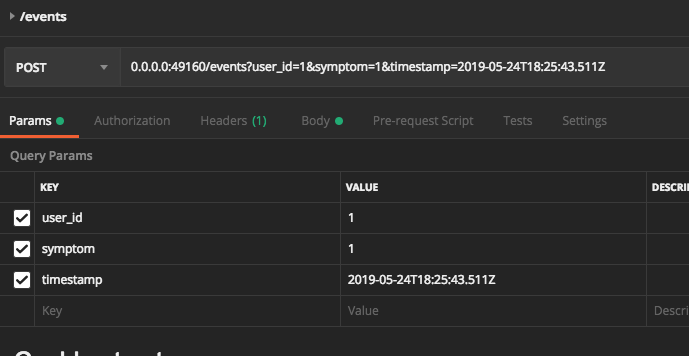 /events
POST 0.0.0.0:49160/events?user_id=1&symptom=1&timestamp=2019-05-24T18:25:43.511Z
Params Authorization Headers (1) Body Pre-request Script Tests Settings
Query Params
KEY VALUE DESCRI
user_id 1
symptom 1
timestamp 2019-05-24T18:25:43.511Z
Key Value Descri